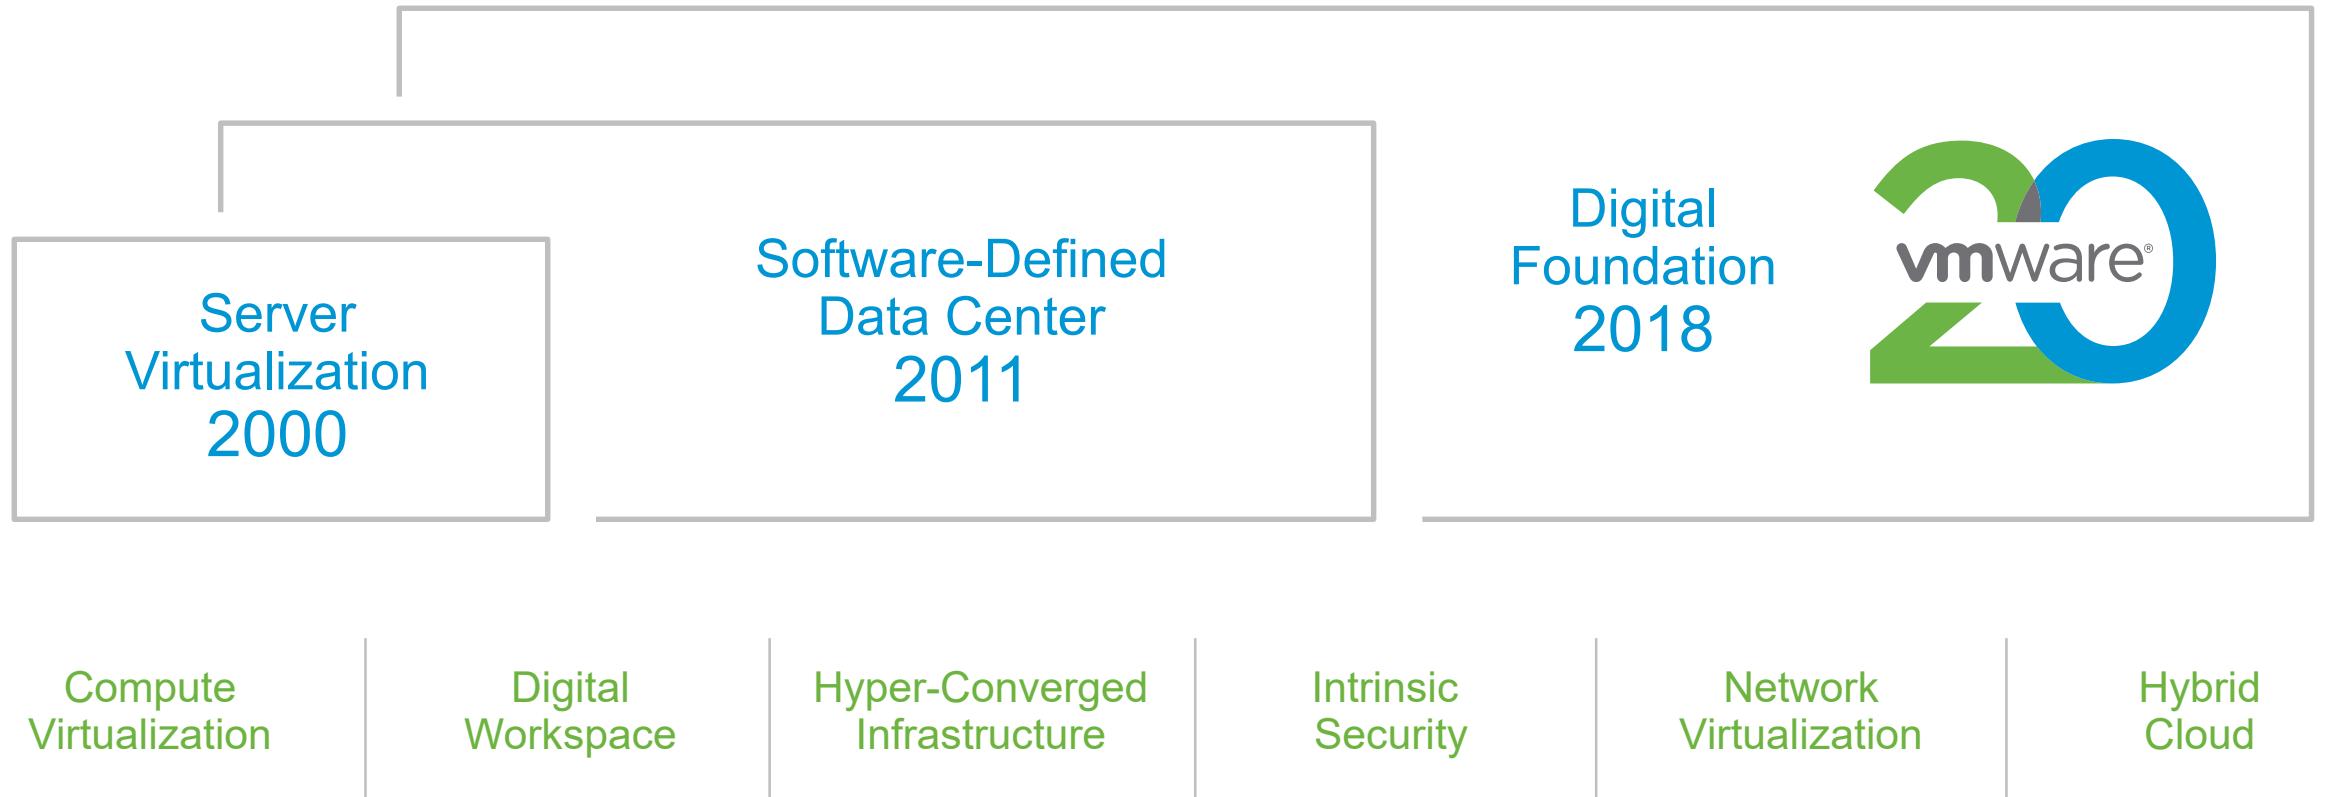 Server
Virtualization
2000
Software-Defined
Data Center
2011
Digital
Foundation
2018
20
vmware®
Compute
Virtualization
Digital
Workspace
Hyper-Converged
Infrastructure
Intrinsic
Security
Network
Virtualization
Hybrid
Cloud